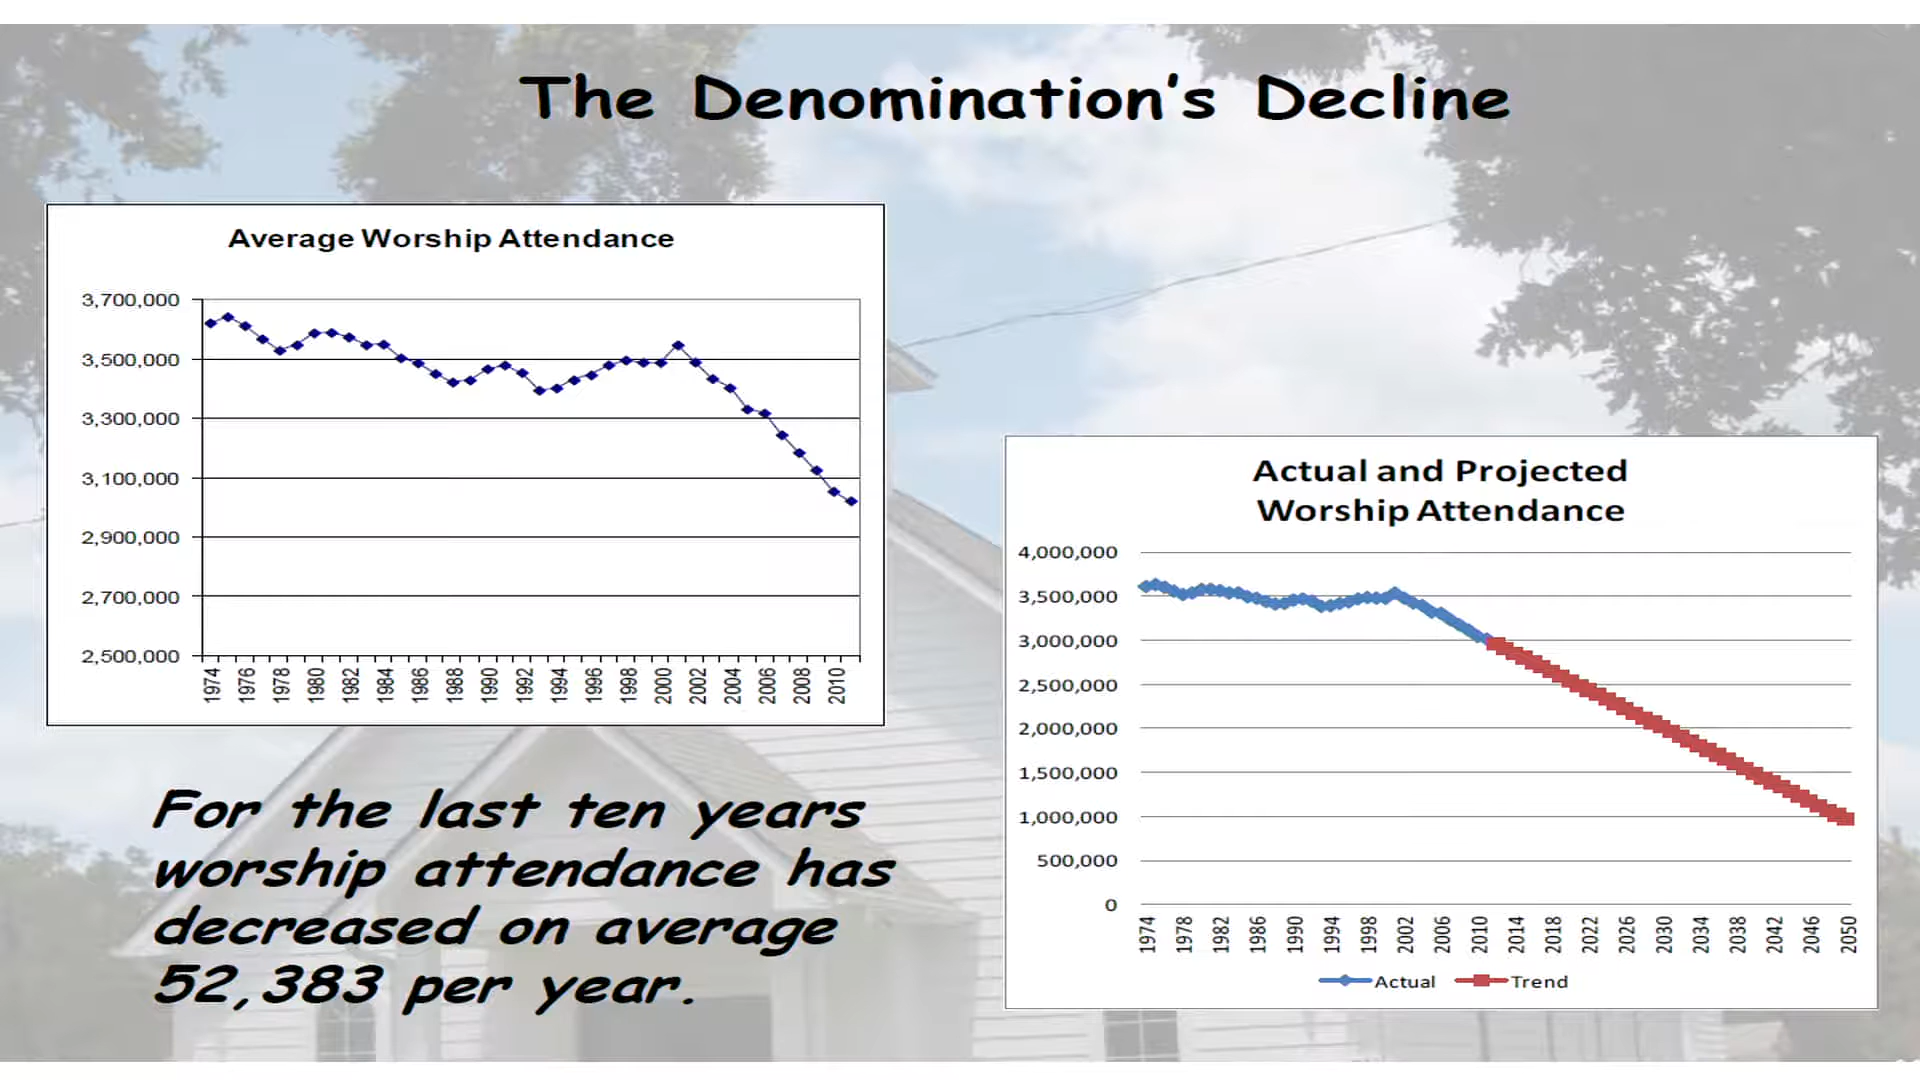 The Denomination's Decline
Average Worship Attendance
3,700,000
3,500,000
3,300,000
3,100,000
2,900,000
2,700,000
2,500,000
1974 1976 1978 1980 1982 1984 1986 1988 1990 1992 1994 1996 1998 2000 2002 2004 2006 2008 2010
For the last ten years
worship attendance has
decreased on average
52,383 per year.
Actual and Projected
Worship Attendance
4,000,000
3,500,000
3,000,000
2,500,000
2,000,000
1,500,000
1,000,000
500,000
0
1974 1978 1982 1986 1990 1994 1998 2002 2006 2010 2014 2018 2022 2026 2030 2034 2038 2042 2046 2050
Actual Trend